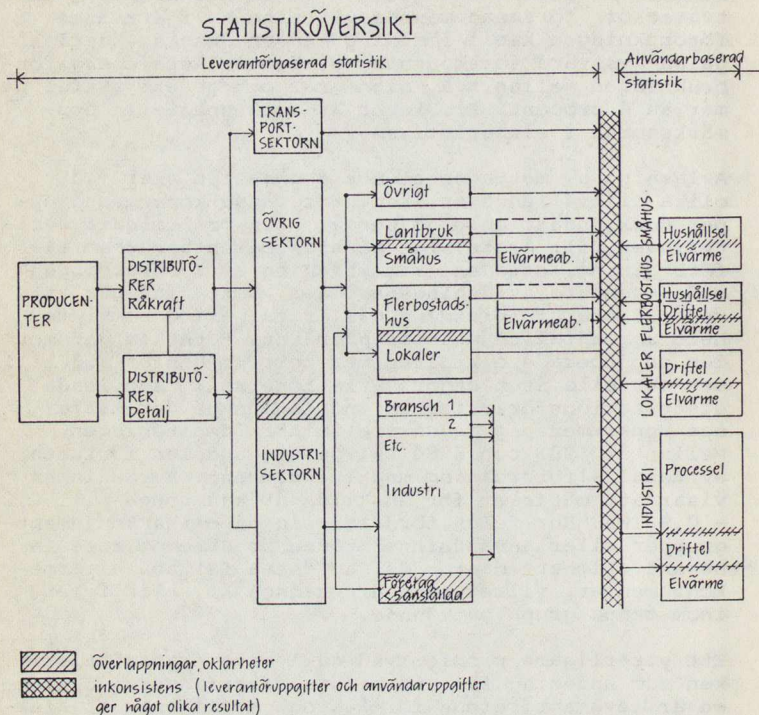 STATISTIKÖVERSIKT
Leverantörbaserad statistik
Användarbaserad
statistik
TRANS-
PORT-
SEKTORN
ÖVRIG
SEKTORN
INDUSTRI-
SEKTORN
PRODUCEN-
TER
DISTRIBUTÖ-
RER
Råkraft
DISTRIBUTÖ-
RER
Detalj
Övrigt
Lantbruk
Småhus
Elvärmeab.
Flerbostads-
hus
Elvärmeab.
Lokaler
Bransch 1
2
Etc.
Industri
Företag
<5anställda
SMÅHUS
FLERBOST.HUS
LOKALER
INDUSTRI
Hushållsel
Elvärme
Hushållsel
Driftel
Elvärme
Driftel
Elvärme
Processel
Driftel
Elvärme
överlappningar, oklarheter
inkonsistens (leverantöruppgifter och användaruppgifter
ger något olika resultat)